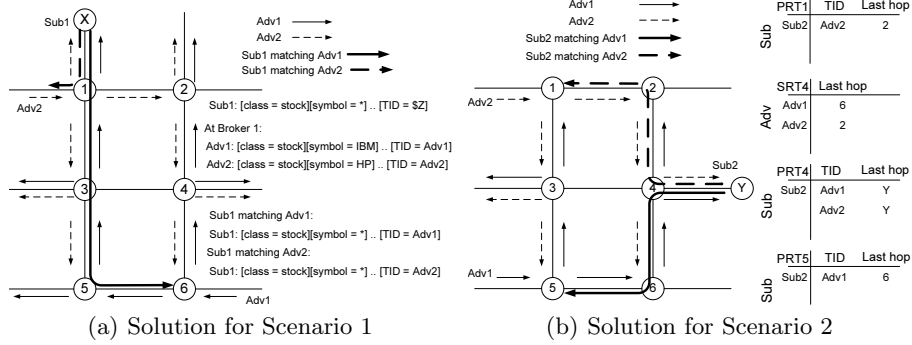 X
Sub1
Adv1
Adv2
Sub1 matching Adv1
Sub1 matching Adv2
1
2
Adv2
Sub1: [class = stock][symbol = *] .. [TID = $Z]
At Broker 1:
Adv1: [class = stock][symbol = IBM] .. [TID = Adv1]
Adv2: [class = stock][symbol = HP] .. [TID = Adv2]
3
4
Sub1 matching Adv1:
Sub1: [class = stock][symbol = *] .. [TID = Adv1]
Sub1 matching Adv2:
Sub1: [class = stock][symbol = *] .. [TID = Adv2]
5
6
Adv1
(a) Solution for Scenario 1
Adv1
Adv2
Sub2 matching Adv1
Sub2 matching Adv2
1
2
Adv2
Sub2
3
4
Y
Adv1
5
6
(b) Solution for Scenario 2
Sub
PRT1 TID Last hop
Sub2 Adv2 2
Adv
SRT4 Last hop
Adv1 6
Adv2 2
Sub
PRT4 TID Last hop
Sub2 Adv1 Y
Adv2 Y
Sub
PRT5 TID Last hop
Sub2 Adv1 6